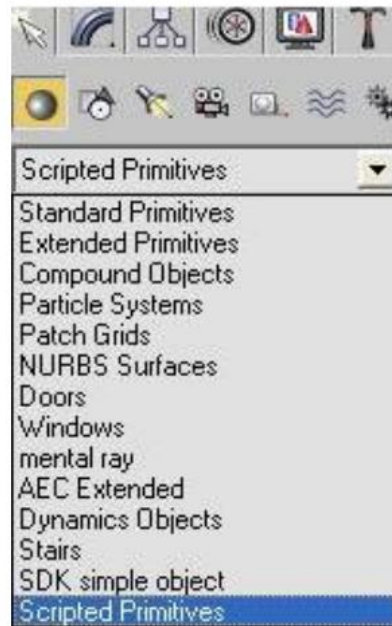 Scripted Primitives
Standard Primitives
Extended Primitives
Compound Objects
Particle Systems
Patch Grids
NURBS Surfaces
Doors
Windows
mental ray
AEC Extended
Dynamics Objects
Stairs
SDK simple object
Scripted Primitives